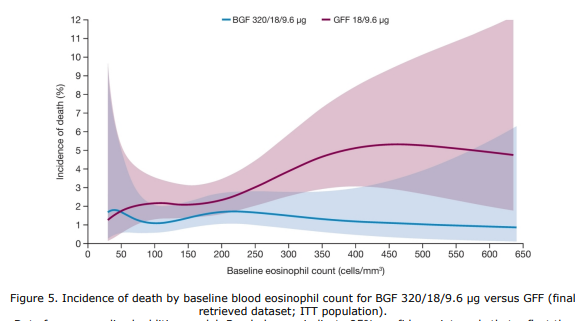 BGF 320/18/9.6 µg GFF 18/9.6 µg
12
11
10
9
8
7
6
5
4
3
2
1
0
Incidence of death (%)
0 50 100 150 200 250 300 350 400 450 500 550 600 650
Baseline eosinophil count (cells/mm³)
Figure 5. Incidence of death by baseline blood eosinophil count for BGF 320/18/9.6 µg versus GFF (final
retrieved dataset; ITT population).